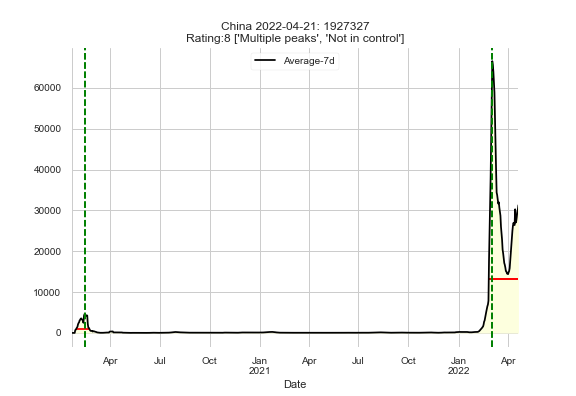 China 2022-04-21: 1927327
Rating:8 ['Multiple peaks', 'Not in control']
Average-7d
60000
50000
40000
30000
20000
10000
0
Apr Jul Oct Jan Apr Jul Oct Jan Apr
2021 2022
Date